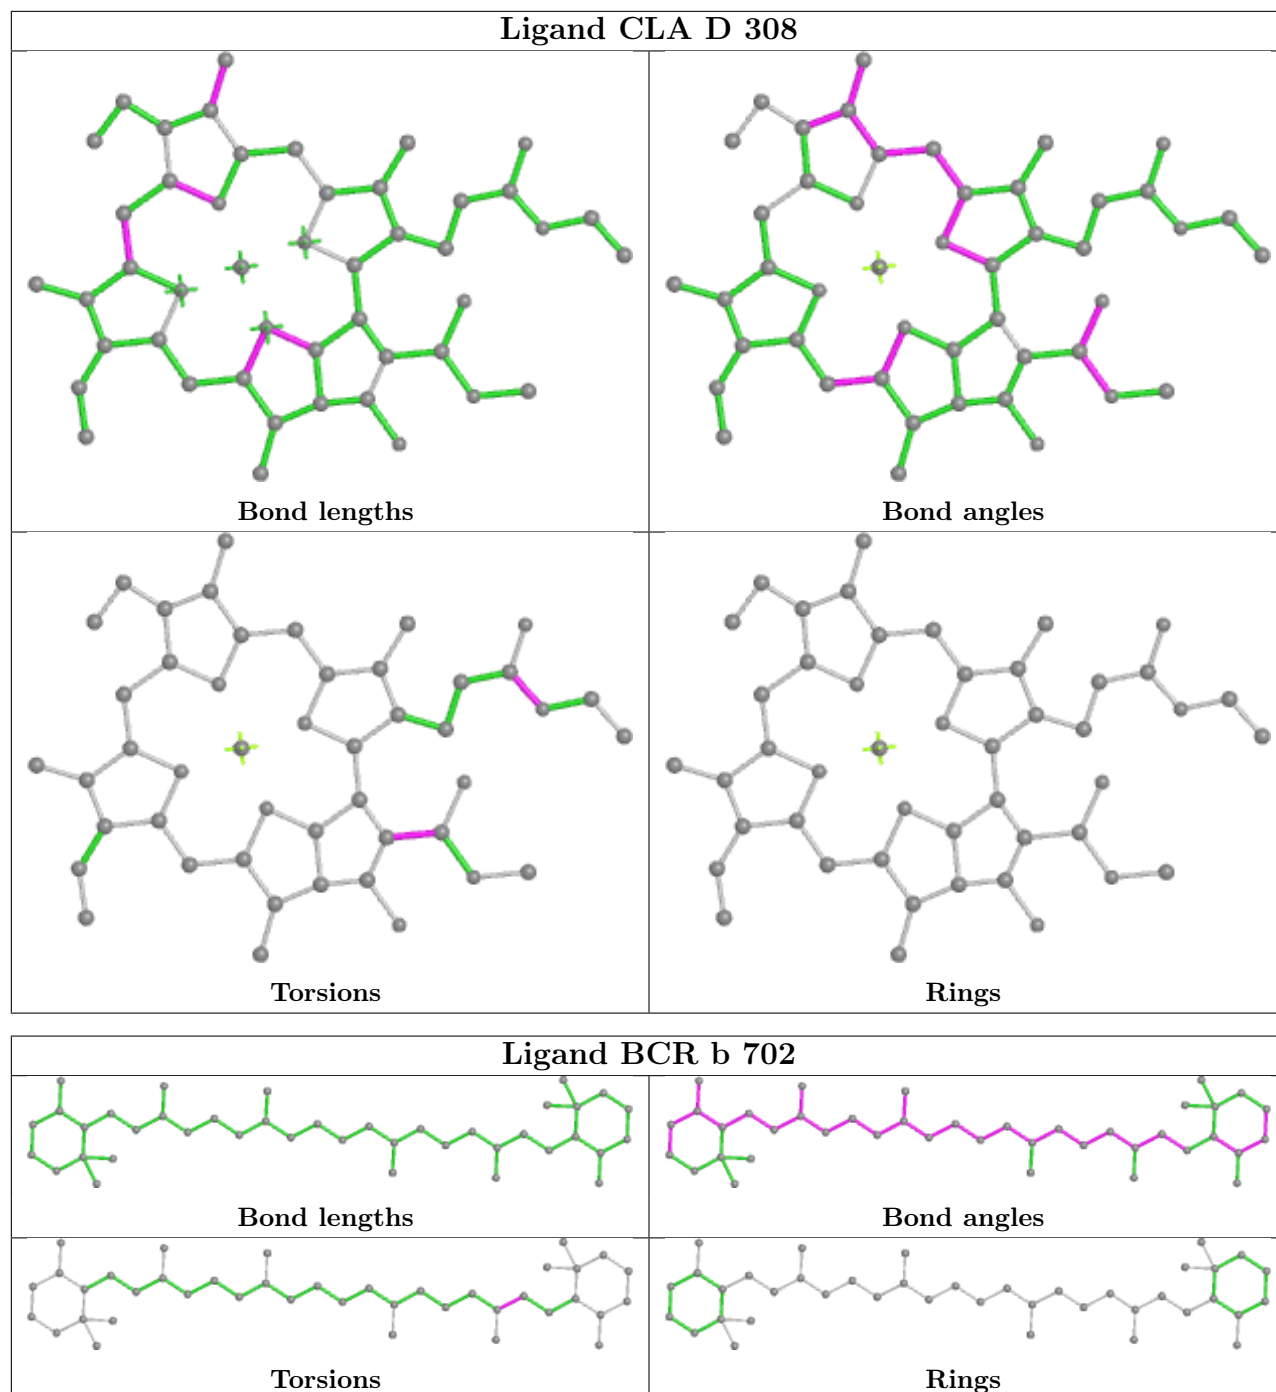 Ligand CLA D 308
Bond lengths
Bond angles
Torsions
Rings
Ligand BCR b 702
Bond lengths
Bond angles
Torsions
Rings